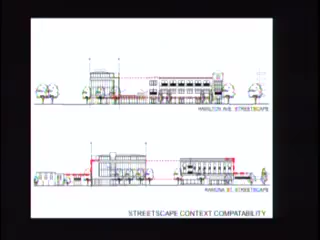 HAMILTON AVE. STREETSCAPE
RAMONA ST. STREETSCAPE
STREETSCAPE CONTEXT COMPATABILITY